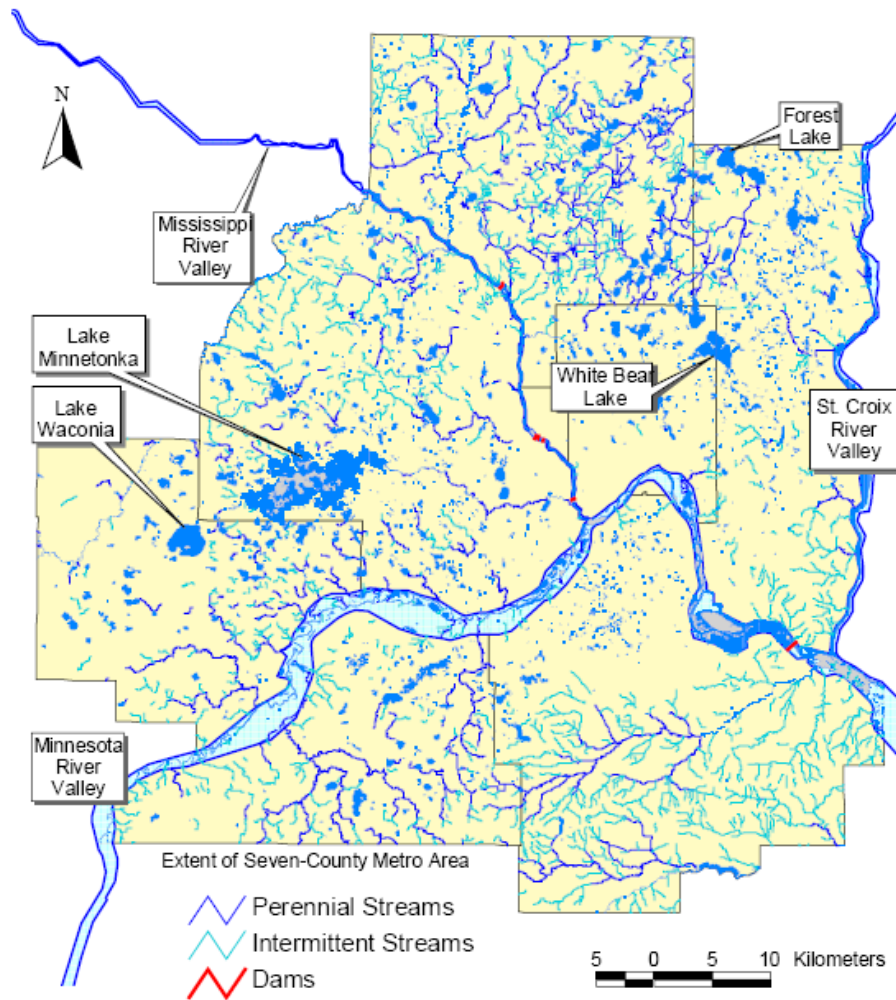 N
Forest
Lake
Mississippi
River
Valley
Lake
Minnetonka
White Bear
Lake
Lake
Waconia
St. Croix
River
Valley
Minnesota
River
Valley
Extent of Seven-County Metro Area
Perennial Streams
Intermittent Streams
Dams
5 0 5 10 Kilometers